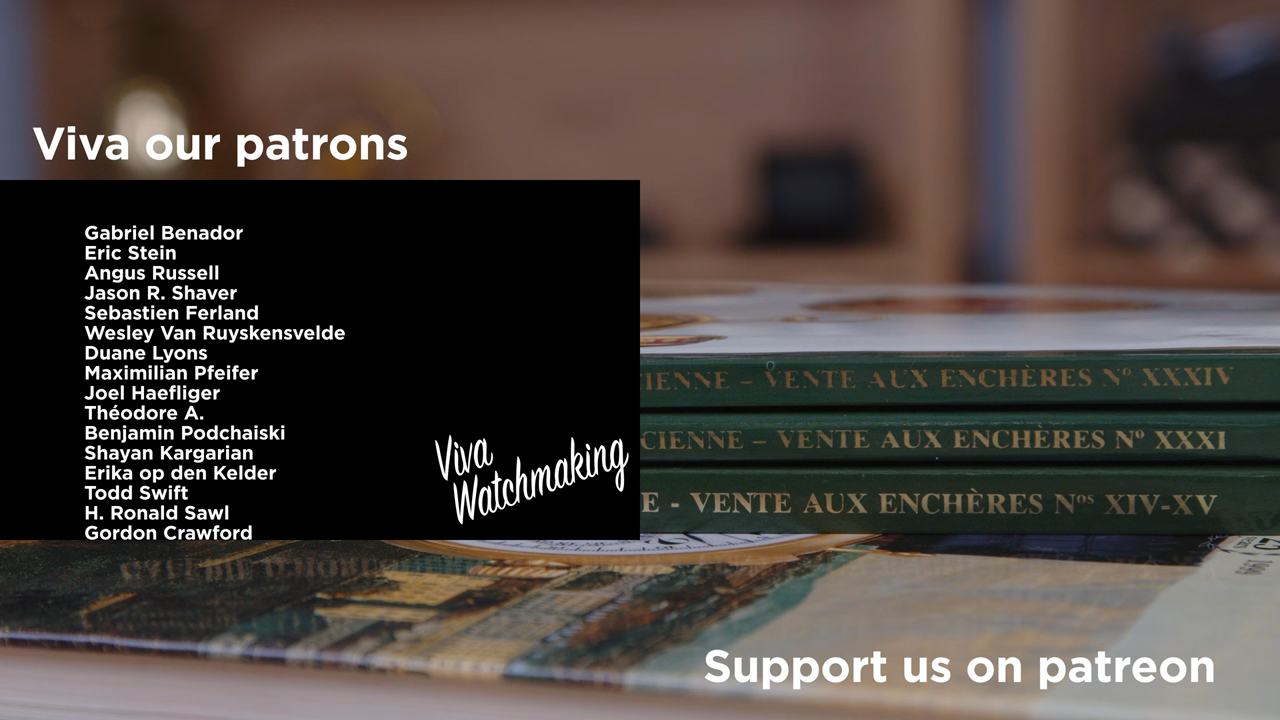 Viva our patrons
Gabriel Benador
Eric Stein
Angus Russell
Jason R. Shaver
Sebastien Ferland
Wesley Van Ruyskensvelde
Duane Lyons
Maximilian Pfeifer
Joel Haefliger
Théodore A.
Benjamin Podchaiski
Shayan Kargarian
Erika op den Kelder
Todd Swift
H. Ronald Sawl
Gordon Crawford
Viva
Watchmaking
IENNE – VENTE AUX ENCHÈRES Nº XXXIV
CIENNE – VENTE AUX ENCHÈRES Nº XXXI
E - VENTE AUX ENCHÈRES Nᵒˢ XIV-XV
Support us on patreon